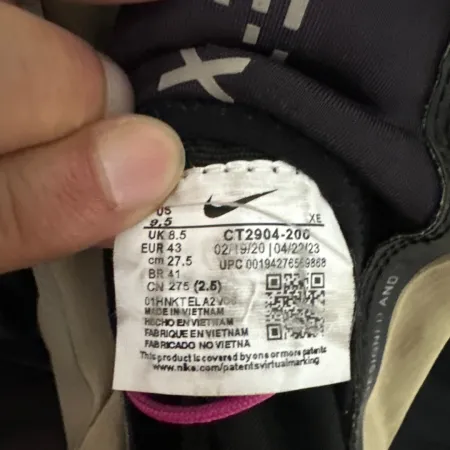 X
US
9.5
XE
UK 8.5
CT2904-200
EUR 43
02/19/20 | 04/22/23
cm 27.5
UPC
BR 41
CN 275 (2.5)
MADE IN VIETNAM
HECHO EN VIETNAM
FABRIQUE EN VIETNAM
FABRICADO NO VIETNA
This product is covered by one or more patents
www.nike.com/patentsvirtualmarking
DESIGNED AND